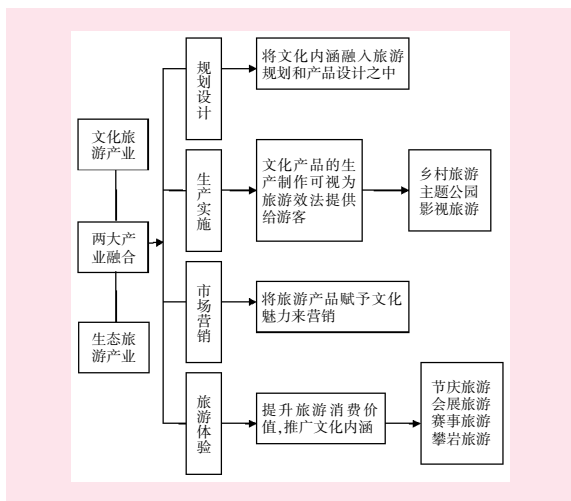 规划设计
将文化内涵融入旅游
规划和产品设计之中
文化旅
游产业
生产实施
文化产品的生
产制作可视为
旅游效法提供
给游客
乡村旅游
主题公园
影视旅游
两大产
业融合
市场营销
将旅游产品赋予文化
魅力来营销
生态旅
游产业
旅游体验
提升旅游消费价
值,推广文化内涵
节庆旅游
会展旅游
赛事旅游
攀岩旅游